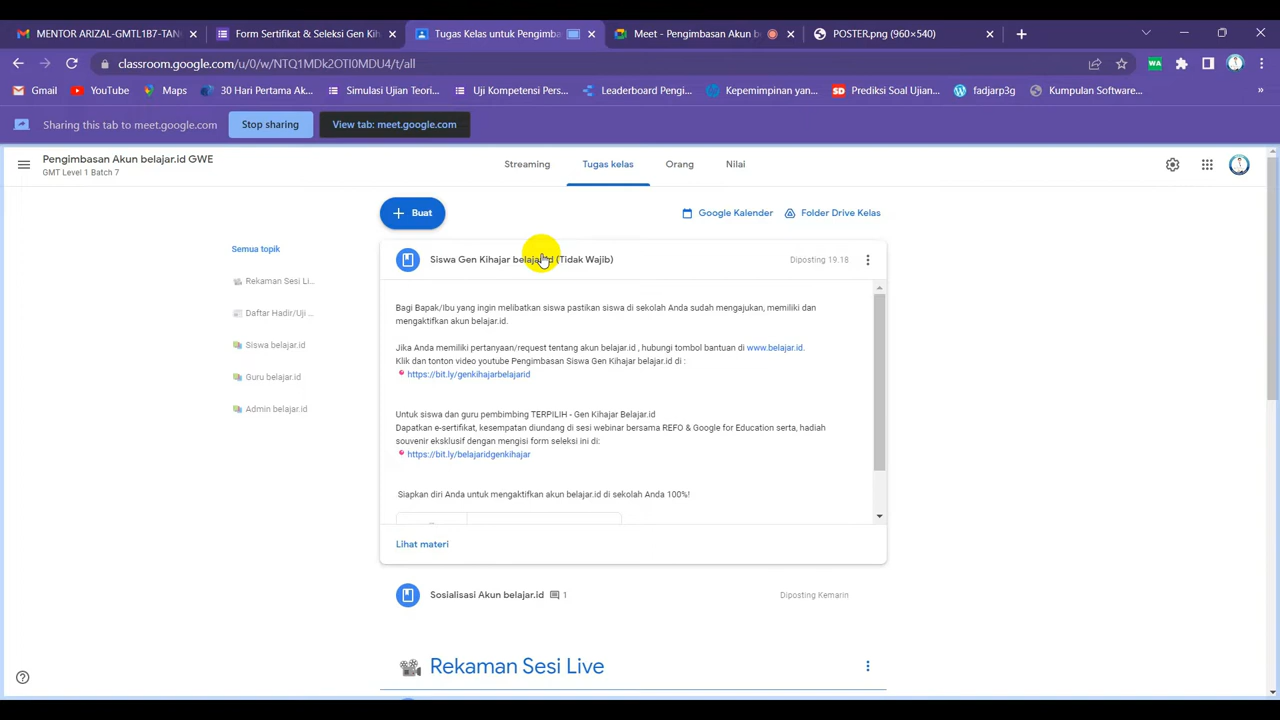 MENTOR ARIZAL-GMTL1B7-TAN
Form Sertifikat & Seleksi Gen Kih
Tugas Kelas untuk Pengimba
Meet - Pengimbasan Akun b
POSTER.png (960×540)
classroom.google.com/u/0/w/NTQ1MDk2OTI0MDU4/t/all
WA
Gmail
YouTube
Maps
30 Hari Pertama Ak...
Simulasi Ujian Teori...
Uji Kompetensi Pers...
Leaderboard Pengi...
Kepemimpinan yan...
SD Prediksi Soal Ujian...
fadjarp3g
Kumpulan Software...
»
Sharing this tab to meet.google.com
Stop sharing
View tab: meet.google.com
Pengimbasan Akun belajar.id GWE
GMT Level 1 Batch 7
Streaming
Tugas kelas
Orang
Nilai
Buat
Google Kalender
Folder Drive Kelas
Semua topik
Rekaman Sesi Li...
Daftar Hadir/Uji ...
Siswa belajar.id
Guru belajar.id
Admin belajar.id
Siswa Gen Kihajar belajar.id (Tidak Wajib)
Diposting 19.18
Bagi Bapak/Ibu yang ingin melibatkan siswa pastikan siswa di sekolah Anda sudah mengajukan, memiliki dan
mengaktifkan akun belajar.id.
Jika Anda memiliki pertanyaan/request tentang akun belajar.id , hubungi tombol bantuan di www.belajar.id.
Klik dan tonton video youtube Pengimbasan Siswa Gen Kihajar belajar.id di :
https://bit.ly/genkihajarbelajarid
Untuk siswa dan guru pembimbing TERPILIH - Gen Kihajar Belajar.id
Dapatkan e-sertifikat, kesempatan diundang di sesi webinar bersama REFO & Google for Education serta, hadiah
souvenir eksklusif dengan mengisi form seleksi ini di:
https://bit.ly/belajaridgenkihajar
Siapkan diri Anda untuk mengaktifkan akun belajar.id di sekolah Anda 100%!
Lihat materi
Sosialisasi Akun belajar.id
1
Diposting Kemarin
Rekaman Sesi Live